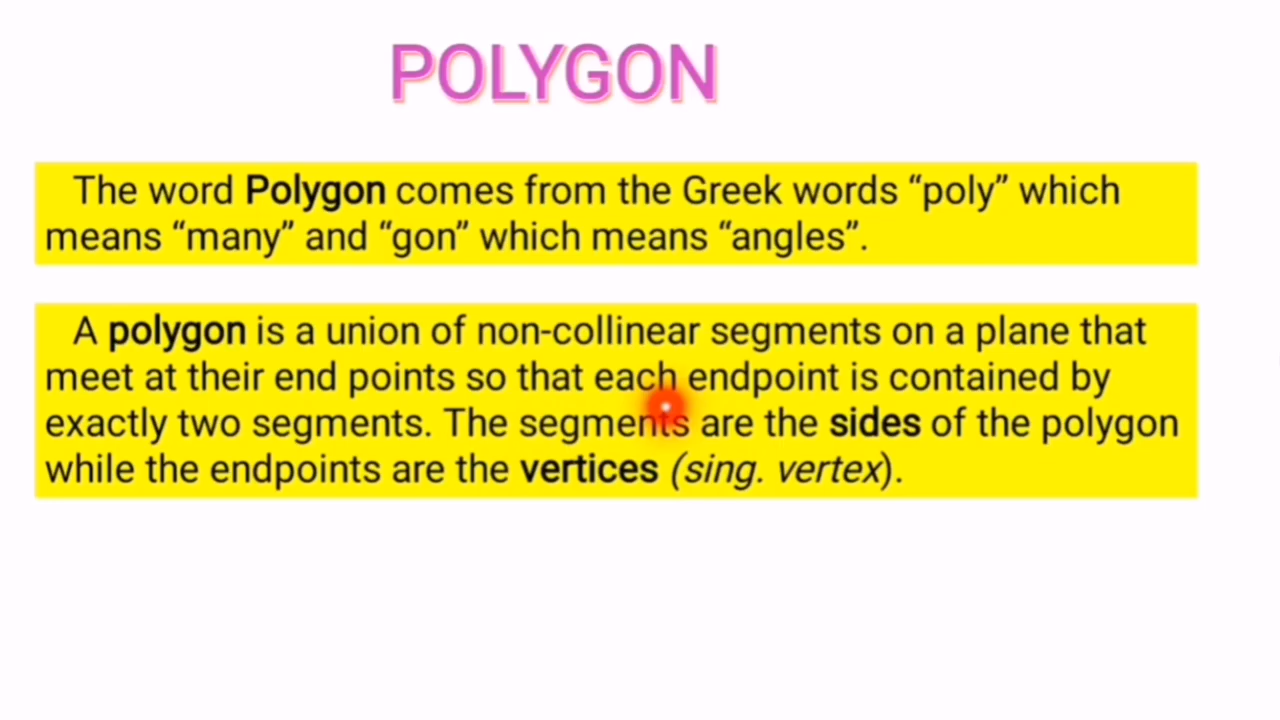 POLYGON
The word Polygon comes from the Greek words “poly” which
means “many” and “gon” which means “angles”.
A polygon is a union of non-collinear segments on a plane that
meet at their end points so that each endpoint is contained by
exactly two segments. The segments are the sides of the polygon
while the endpoints are the vertices (sing. vertex).